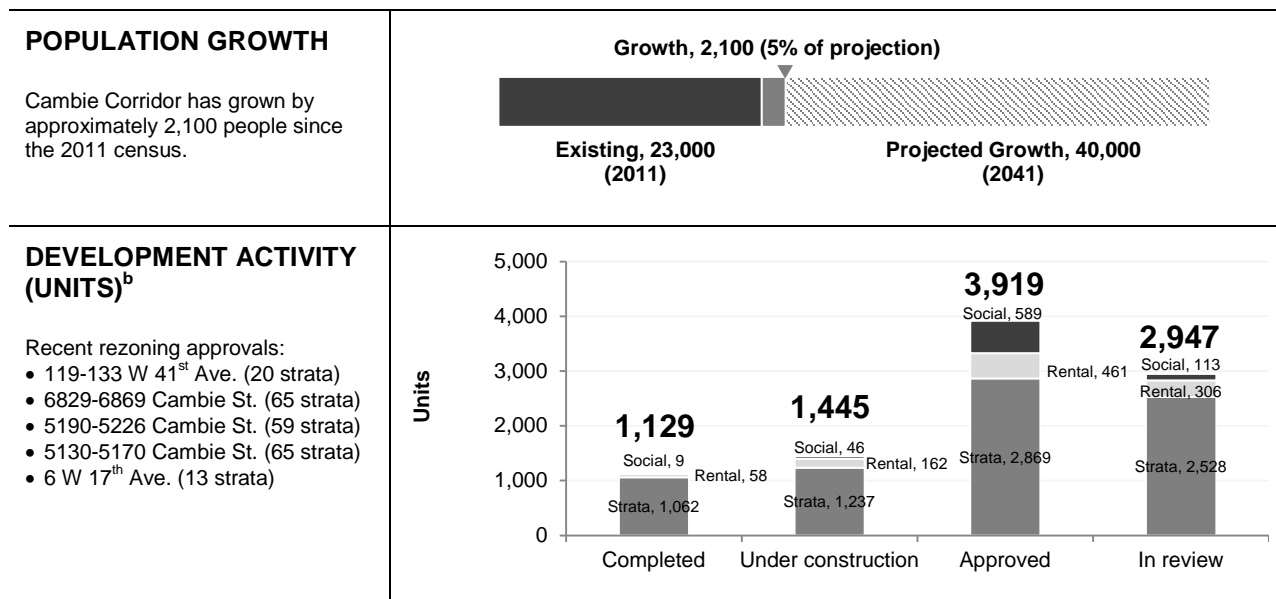 POPULATION GROWTH
Cambie Corridor has grown by
approximately 2,100 people since
the 2011 census.
Growth, 2,100 (5% of projection)
Existing, 23,000
(2011)
Projected Growth, 40,000
(2041)
DEVELOPMENT ACTIVITY
(UNITS)b
Recent rezoning approvals:
• 119-133 W 41st Ave. (20 strata)
• 6829-6869 Cambie St. (65 strata)
• 5190-5226 Cambie St. (59 strata)
• 5130-5170 Cambie St. (65 strata)
• 6 W 17th Ave. (13 strata)
Units
5,000
4,000
3,000
2,000
1,000
0
1,129
Social, 9
Rental, 58
Strata, 1,062
Completed
1,445
Social, 46
Rental, 162
Strata, 1,237
Under construction
3,919
Social, 589
Rental, 461
Strata, 2,869
Approved
2,947
Social, 113
Rental, 306
Strata, 2,528
In review